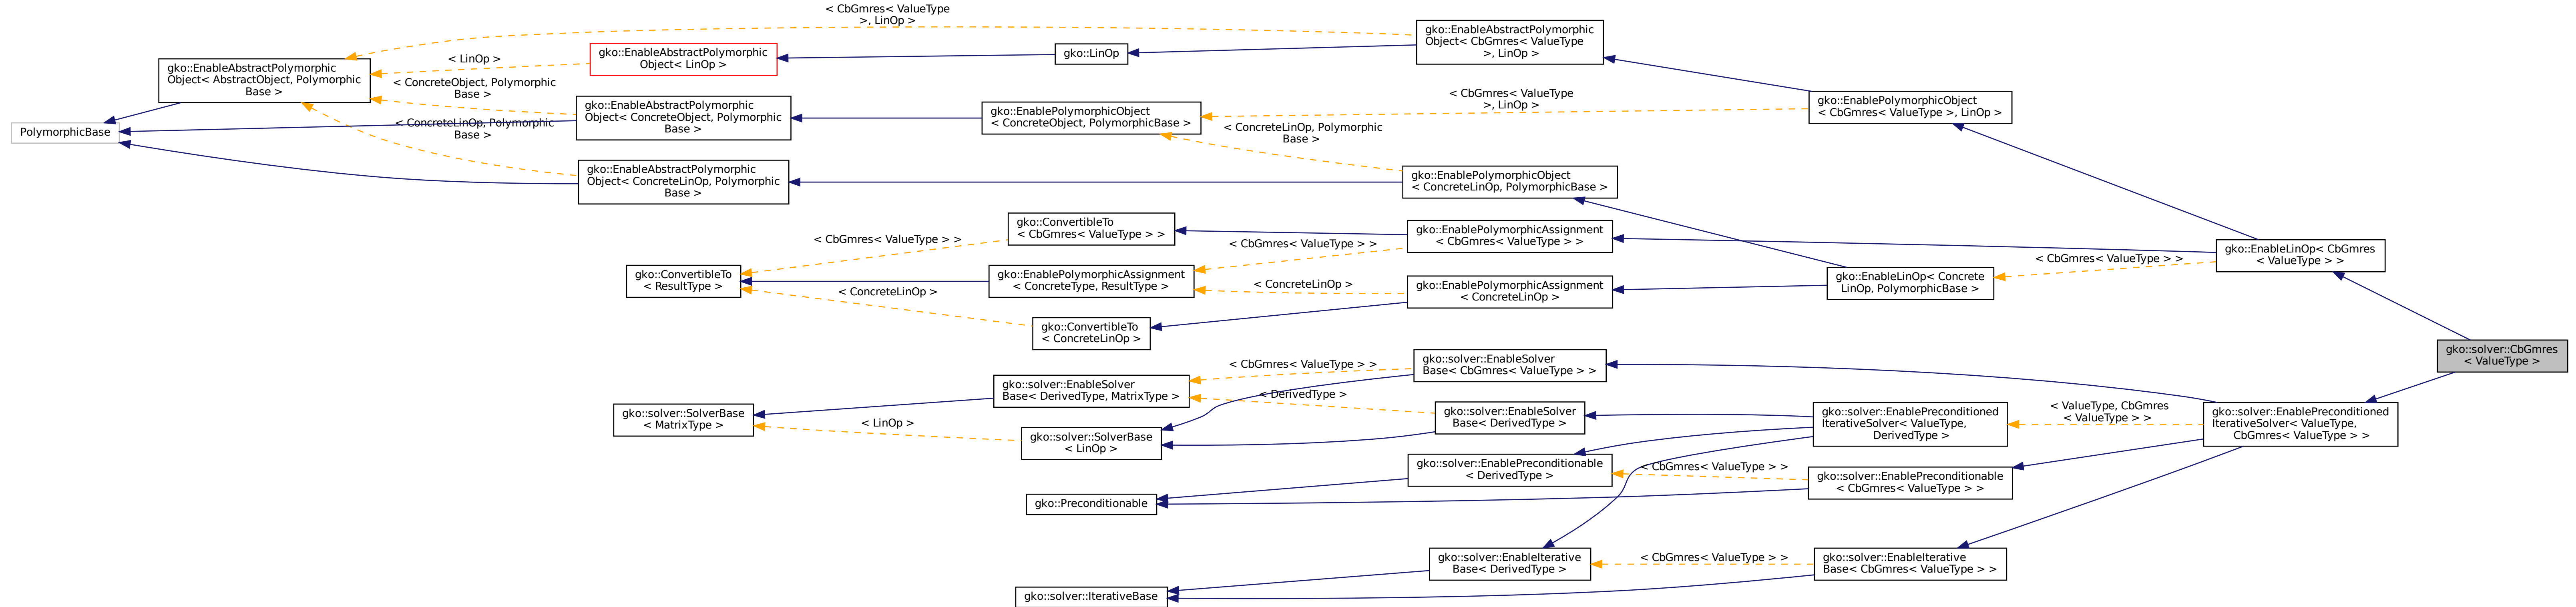 < CbGmres< ValueType
>, LinOp >
gko::EnableAbstractPolymorphic
Object< CbGmres< ValueType
>, LinOp >
gko::EnableAbstractPolymorphic
Object< LinOp >
gko::LinOp
< LinOp >
gko::EnableAbstractPolymorphic
Object< AbstractObject, Polymorphic
Base >
< ConcreteObject, Polymorphic
Base >
gko::EnableAbstractPolymorphic
Object< ConcreteObject, Polymorphic
Base >
gko::EnablePolymorphicObject
< ConcreteObject, PolymorphicBase >
< CbGmres< ValueType
>, LinOp >
gko::EnablePolymorphicObject
< CbGmres< ValueType >, LinOp >
PolymorphicBase
< ConcreteLinOp, Polymorphic
Base >
< ConcreteLinOp, Polymorphic
Base >
gko::EnableAbstractPolymorphic
Object< ConcreteLinOp, Polymorphic
Base >
gko::EnablePolymorphicObject
< ConcreteLinOp, PolymorphicBase >
gko::ConvertibleTo
< CbGmres< ValueType > >
gko::EnablePolymorphicAssignment
< CbGmres< ValueType > >
< CbGmres< ValueType > >
< CbGmres< ValueType > >
gko::EnableLinOp< CbGmres
< ValueType > >
< CbGmres< ValueType > >
gko::ConvertibleTo
< ResultType >
gko::EnablePolymorphicAssignment
< ConcreteType, ResultType >
< ConcreteLinOp >
< ConcreteLinOp >
gko::EnablePolymorphicAssignment
< ConcreteLinOp >
gko::EnableLinOp< Concrete
LinOp, PolymorphicBase >
gko::ConvertibleTo
< ConcreteLinOp >
gko::solver::CbGmres
< ValueType >
< CbGmres< ValueType > >
gko::solver::EnableSolver
Base< CbGmres< ValueType > >
gko::solver::EnableSolver
Base< DerivedType, MatrixType >
< DerivedType >
gko::solver::SolverBase
< MatrixType >
< LinOp >
gko::solver::SolverBase
< LinOp >
gko::solver::EnableSolver
Base< DerivedType >
gko::solver::EnablePreconditioned
IterativeSolver< ValueType,
DerivedType >
< ValueType, CbGmres
< ValueType > >
gko::solver::EnablePreconditioned
IterativeSolver< ValueType,
CbGmres< ValueType > >
gko::solver::EnablePreconditionable
< DerivedType >
< CbGmres< ValueType > >
gko::solver::EnablePreconditionable
< CbGmres< ValueType > >
gko::Preconditionable
gko::solver::EnableIterative
Base< DerivedType >
< CbGmres< ValueType > >
gko::solver::EnableIterative
Base< CbGmres< ValueType > >
gko::solver::IterativeBase